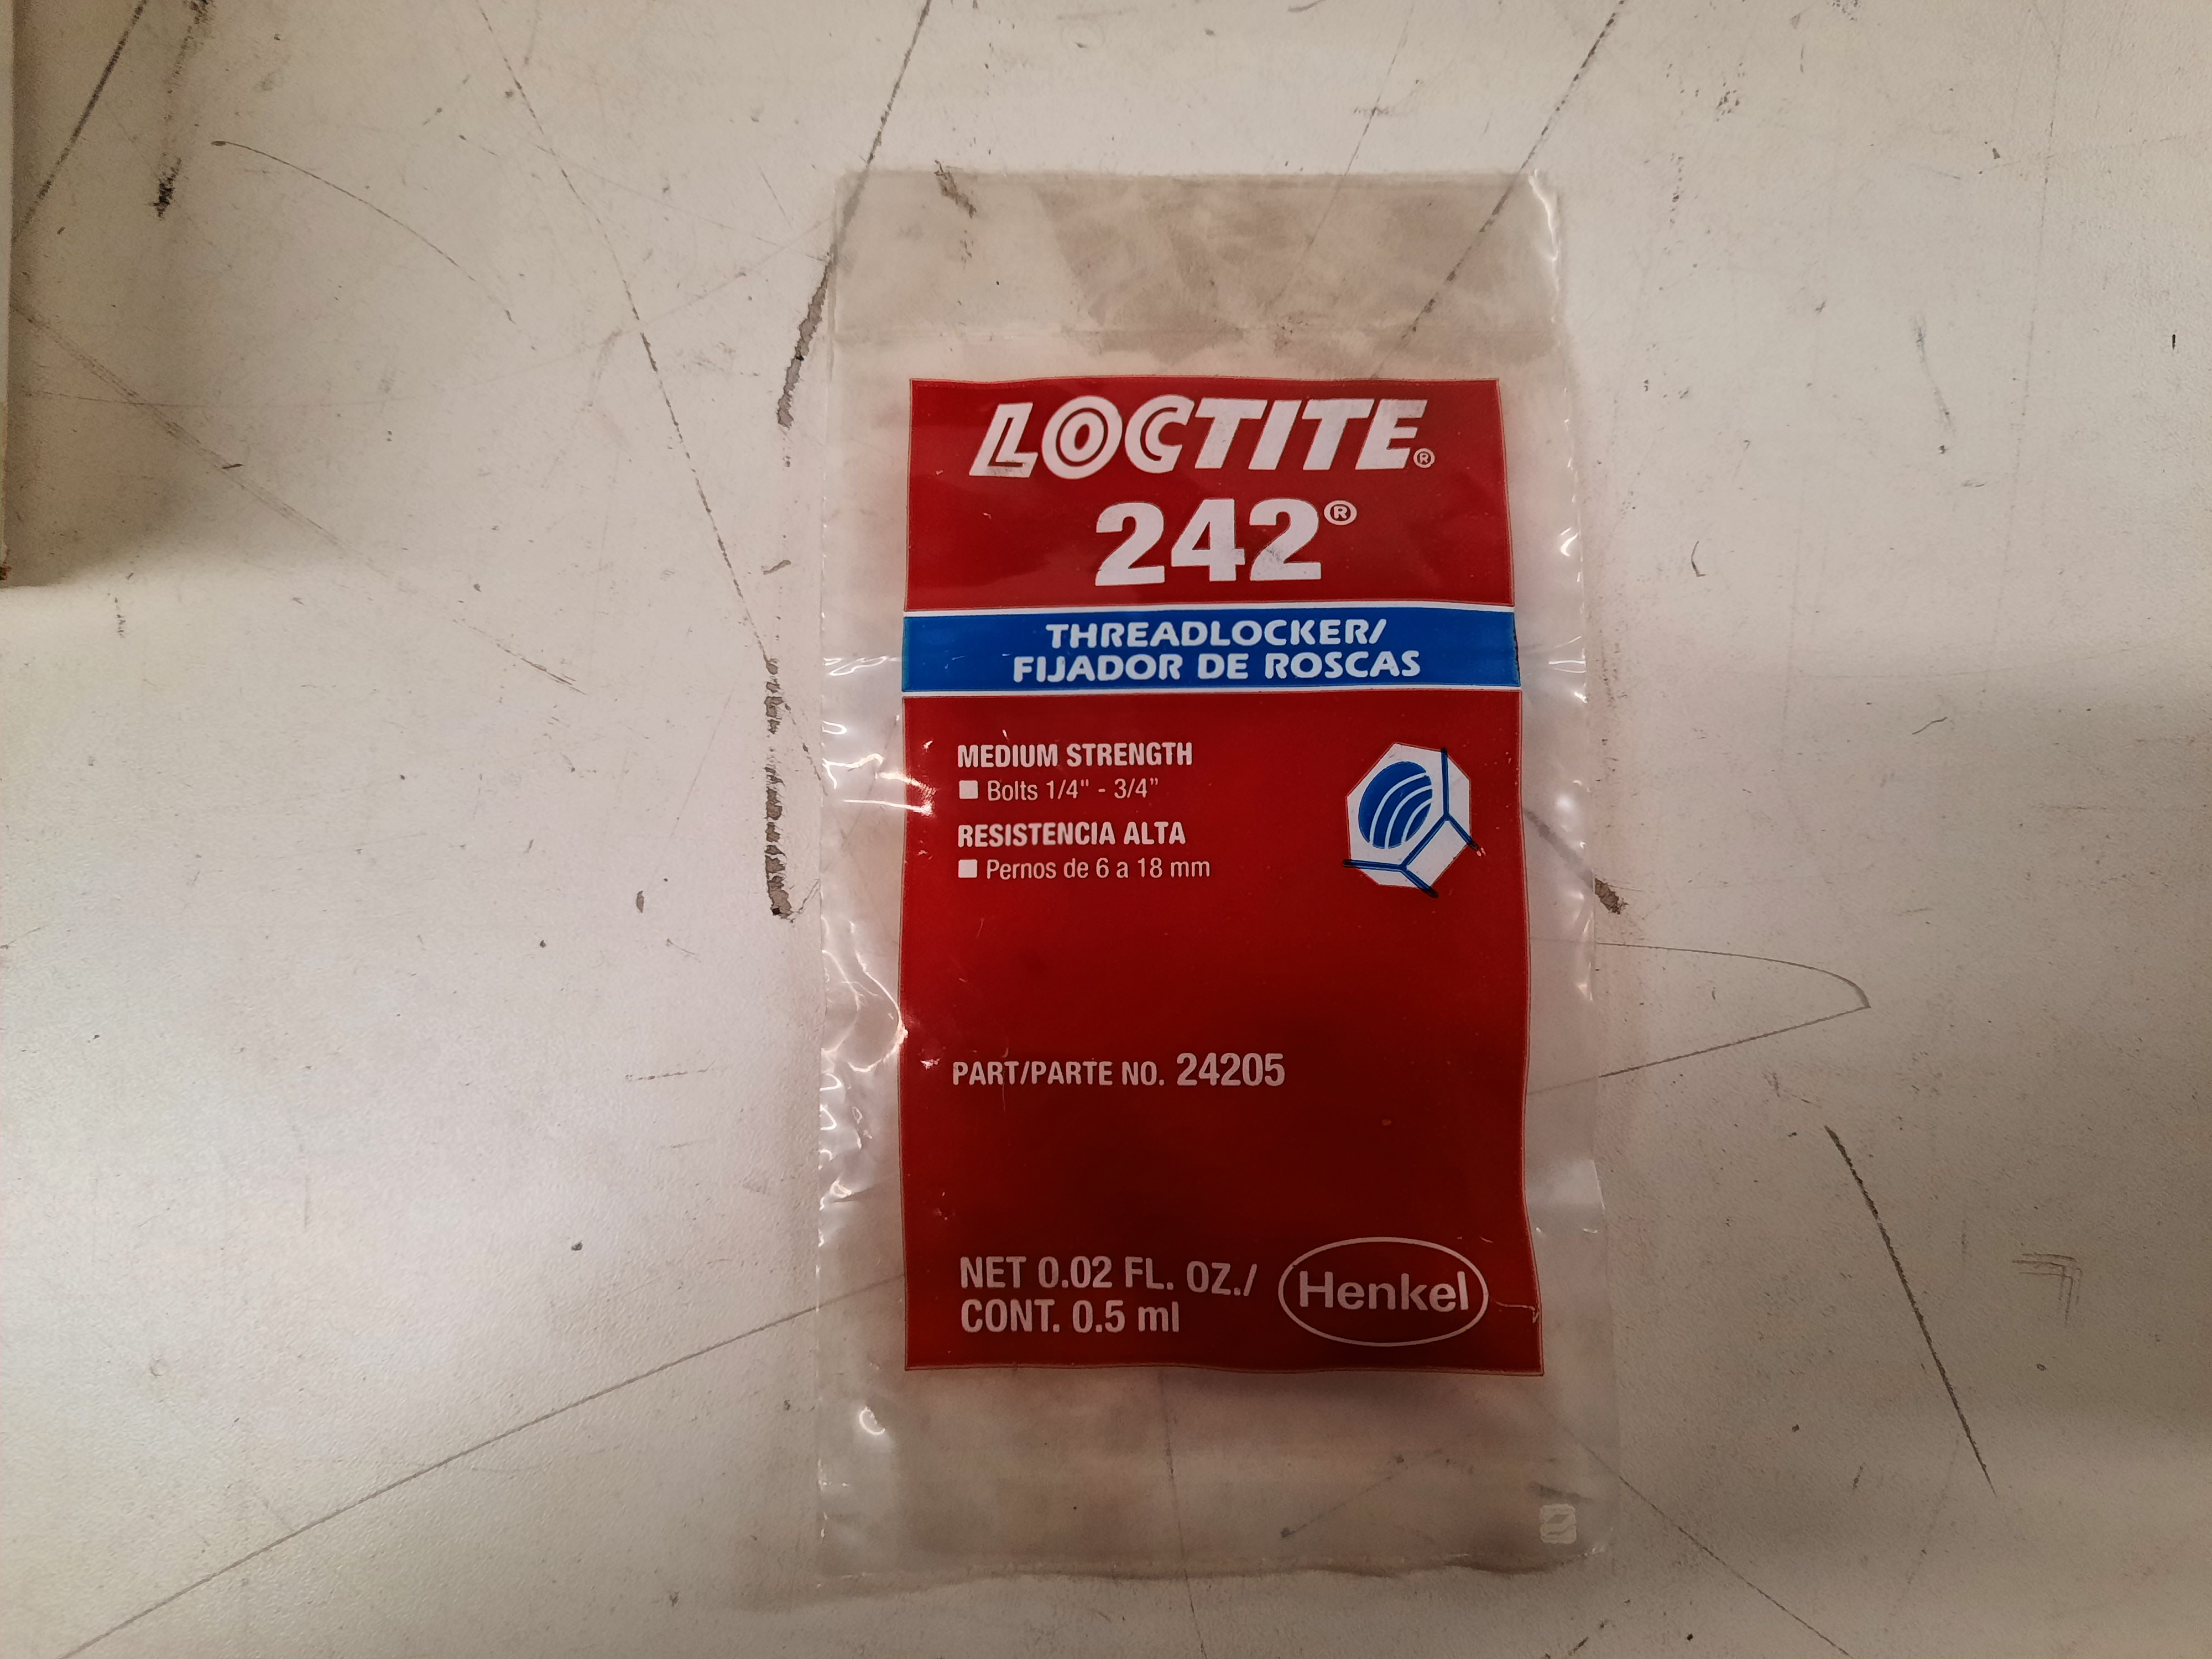 LOCTITE®
242®
THREADLOCKER/
FIJADOR DE ROSCAS
MEDIUM STRENGTH
■ Bolts 1/4" - 3/4”
RESISTENCIA ALTA
■ Pernos de 6 a 18 mm
PART/PARTE NO. 24205
NET 0.02 FL. OZ./
CONT. 0.5 ml
Henkel